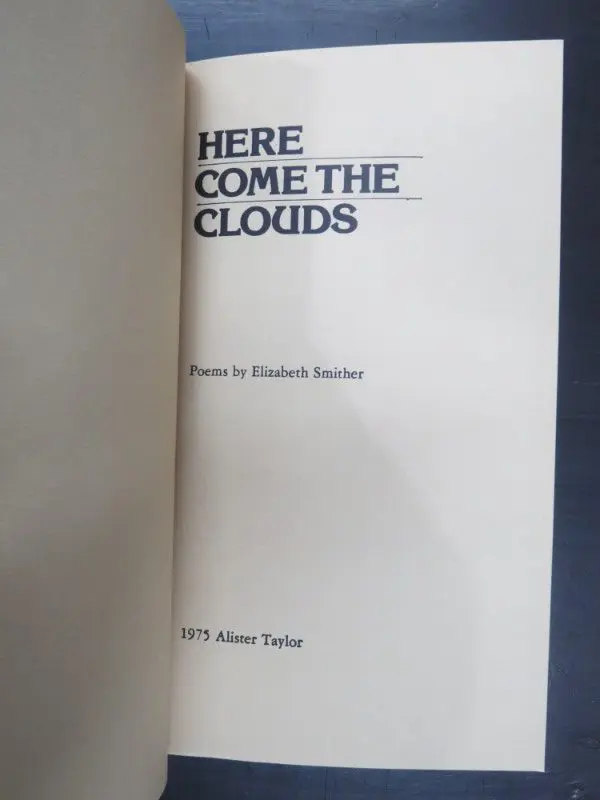 HERE
COME THE
CLOUDS
Poems by Elizabeth Smither
1975 Alister Taylor